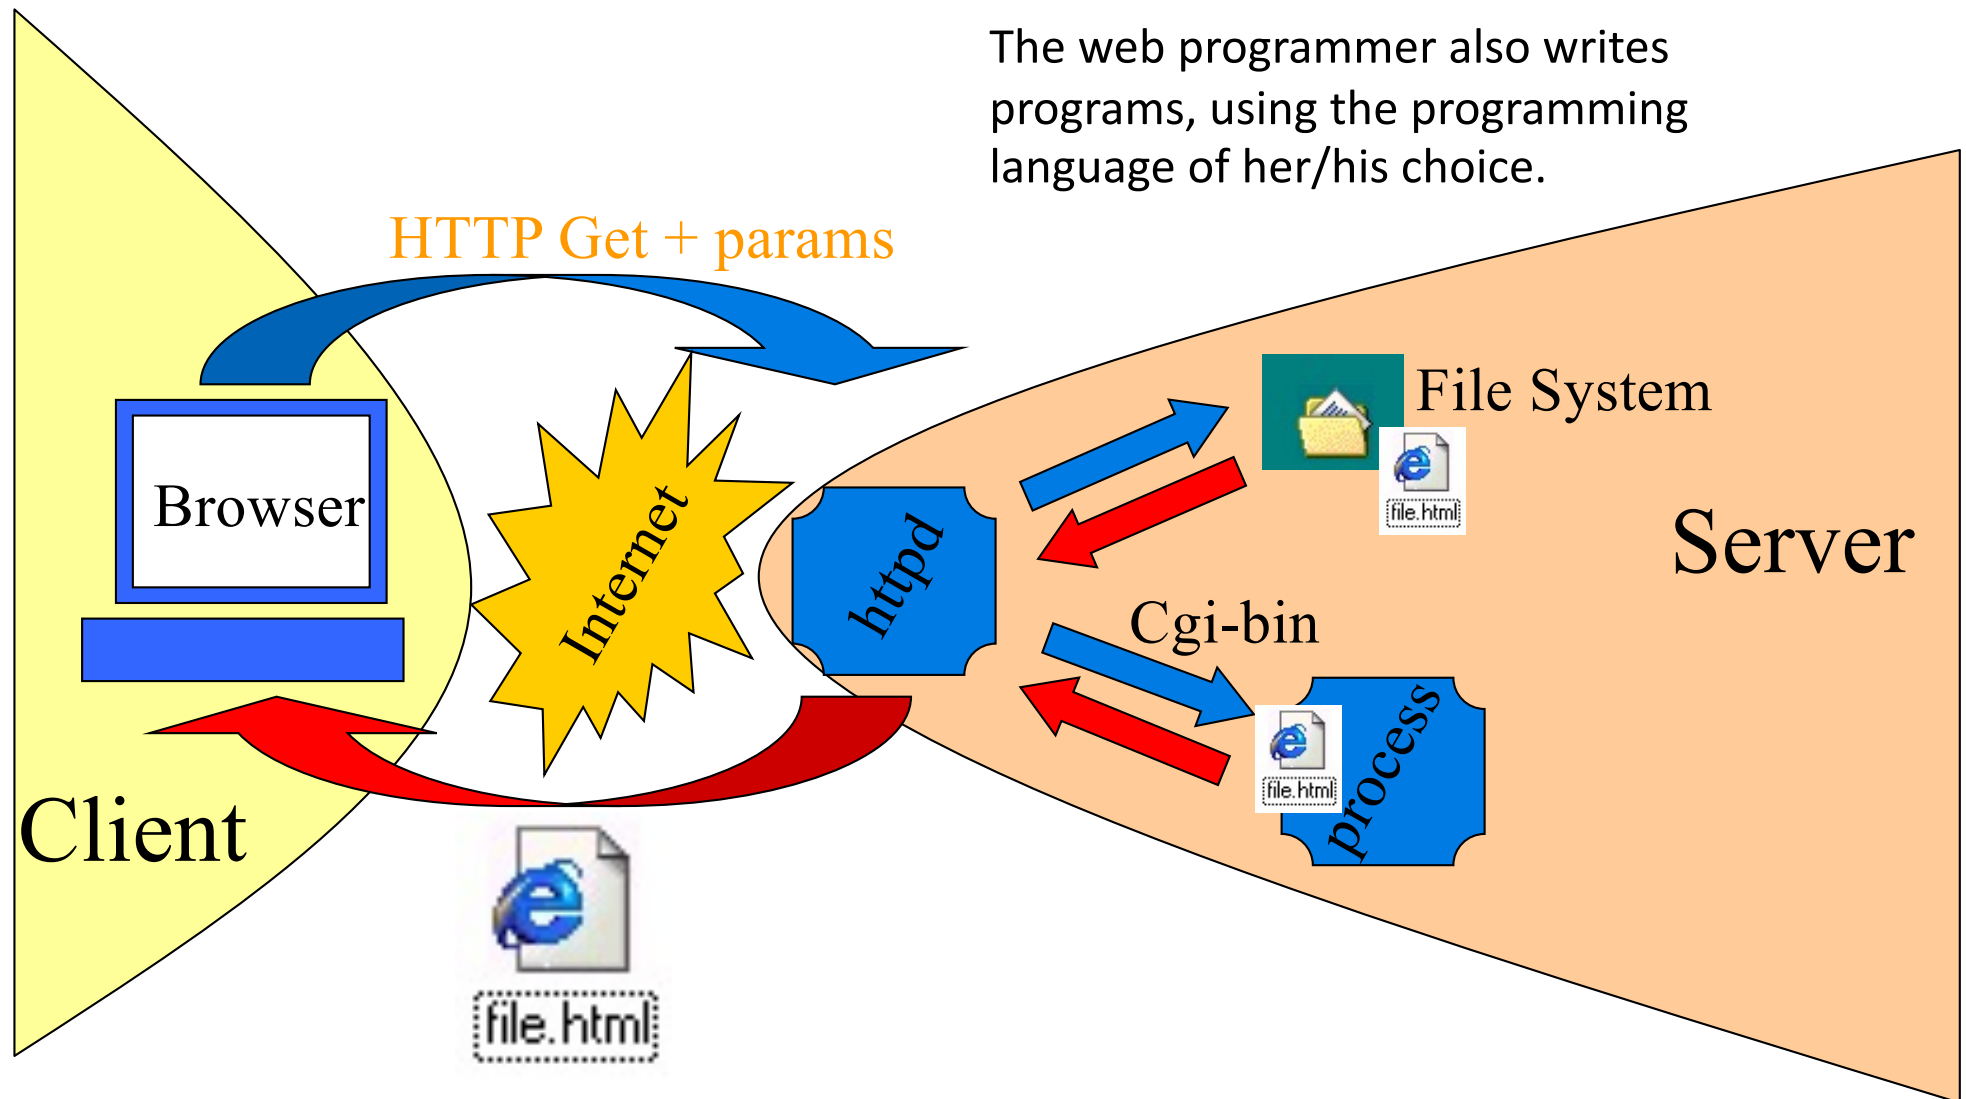 The web programmer also writes
programs, using the programming
language of her/his choice.
HTTP Get + params
File System
file.html
Browser
Internet
httpd
Server
Cgi-bin
process
file.html
Client
file.html